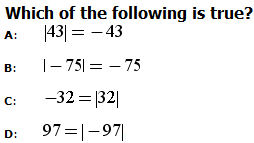 Which of the following is true?
A: |43| = −43
B: |−75| = −75
C: −32 = |32|
D: 97 = |−97|